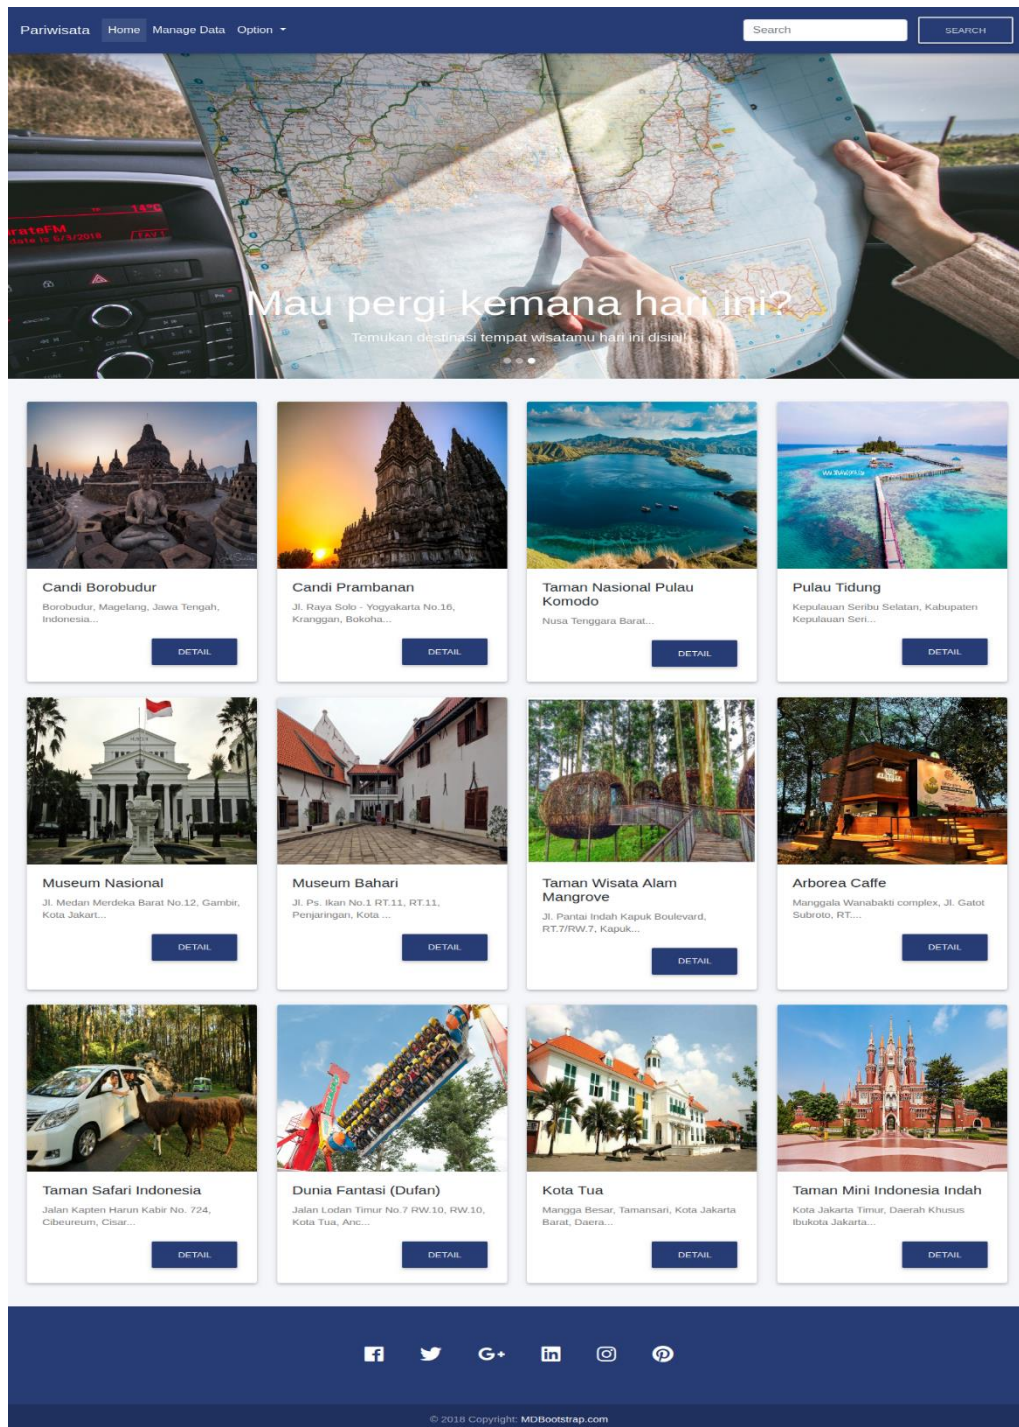 Pariwisata Home Manage Data Option Search SEARCH
14°C
rateFM
date is 6/3/2018
Mau pergi kemana hari ini?
Temukan destinasi tempat wisatamu hari ini disini!
Candi Borobudur
Borobudur, Magelang, Jawa Tengah,
Indonesia...
DETAIL
Candi Prambanan
Jl. Raya Solo - Yogyakarta No.16,
Kranggan, Bokoha...
DETAIL
Taman Nasional Pulau
Komodo
Nusa Tenggara Barat...
DETAIL
Pulau Tidung
Kepulauan Seribu Selatan, Kabupaten
Kepulauan Seri...
DETAIL
Museum Nasional
Jl. Medan Merdeka Barat No.12, Gambir,
Kota Jakart...
DETAIL
Museum Bahari
Jl. Ps. Ikan No.1 RT.11, RT.11,
Penjaringan, Kota ...
DETAIL
Taman Wisata Alam
Mangrove
Jl. Pantai Indah Kapuk Boulevard,
RT.7/RW.7, Kapuk...
DETAIL
Arborea Caffe
Manggala Wanabakti complex, Jl. Gatot
Subroto, RT....
DETAIL
Taman Safari Indonesia
Jalan Kapten Harun Kabir No. 724,
Cibeureum, Cisar...
DETAIL
Dunia Fantasi (Dufan)
Jalan Lodan Timur No.7 RW.10, RW.10,
Kota Tua, Anc...
DETAIL
Kota Tua
Mangga Besar, Tamansari, Kota Jakarta
Barat, Daera...
DETAIL
Taman Mini Indonesia Indah
Kota Jakarta Timur, Daerah Khusus
Ibukota Jakarta...
DETAIL
© 2018 Copyright: MDBootstrap.com